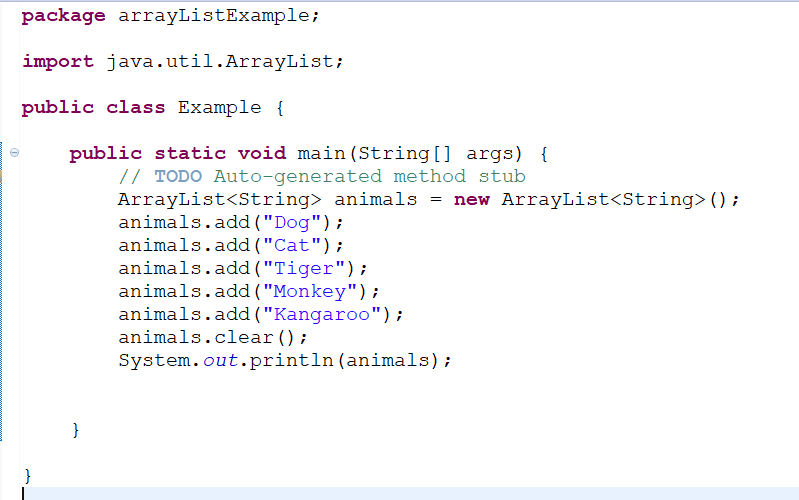 package arrayListExample;
import java.util.ArrayList;
public class Example {
public static void main(String[] args) {
// TODO Auto-generated method stub
ArrayList<String> animals = new ArrayList<String>();
animals.add("Dog");
animals.add("Cat");
animals.add("Tiger");
animals.add("Monkey");
animals.add("Kangaroo");
animals.clear();
System.out.println(animals);
}
}